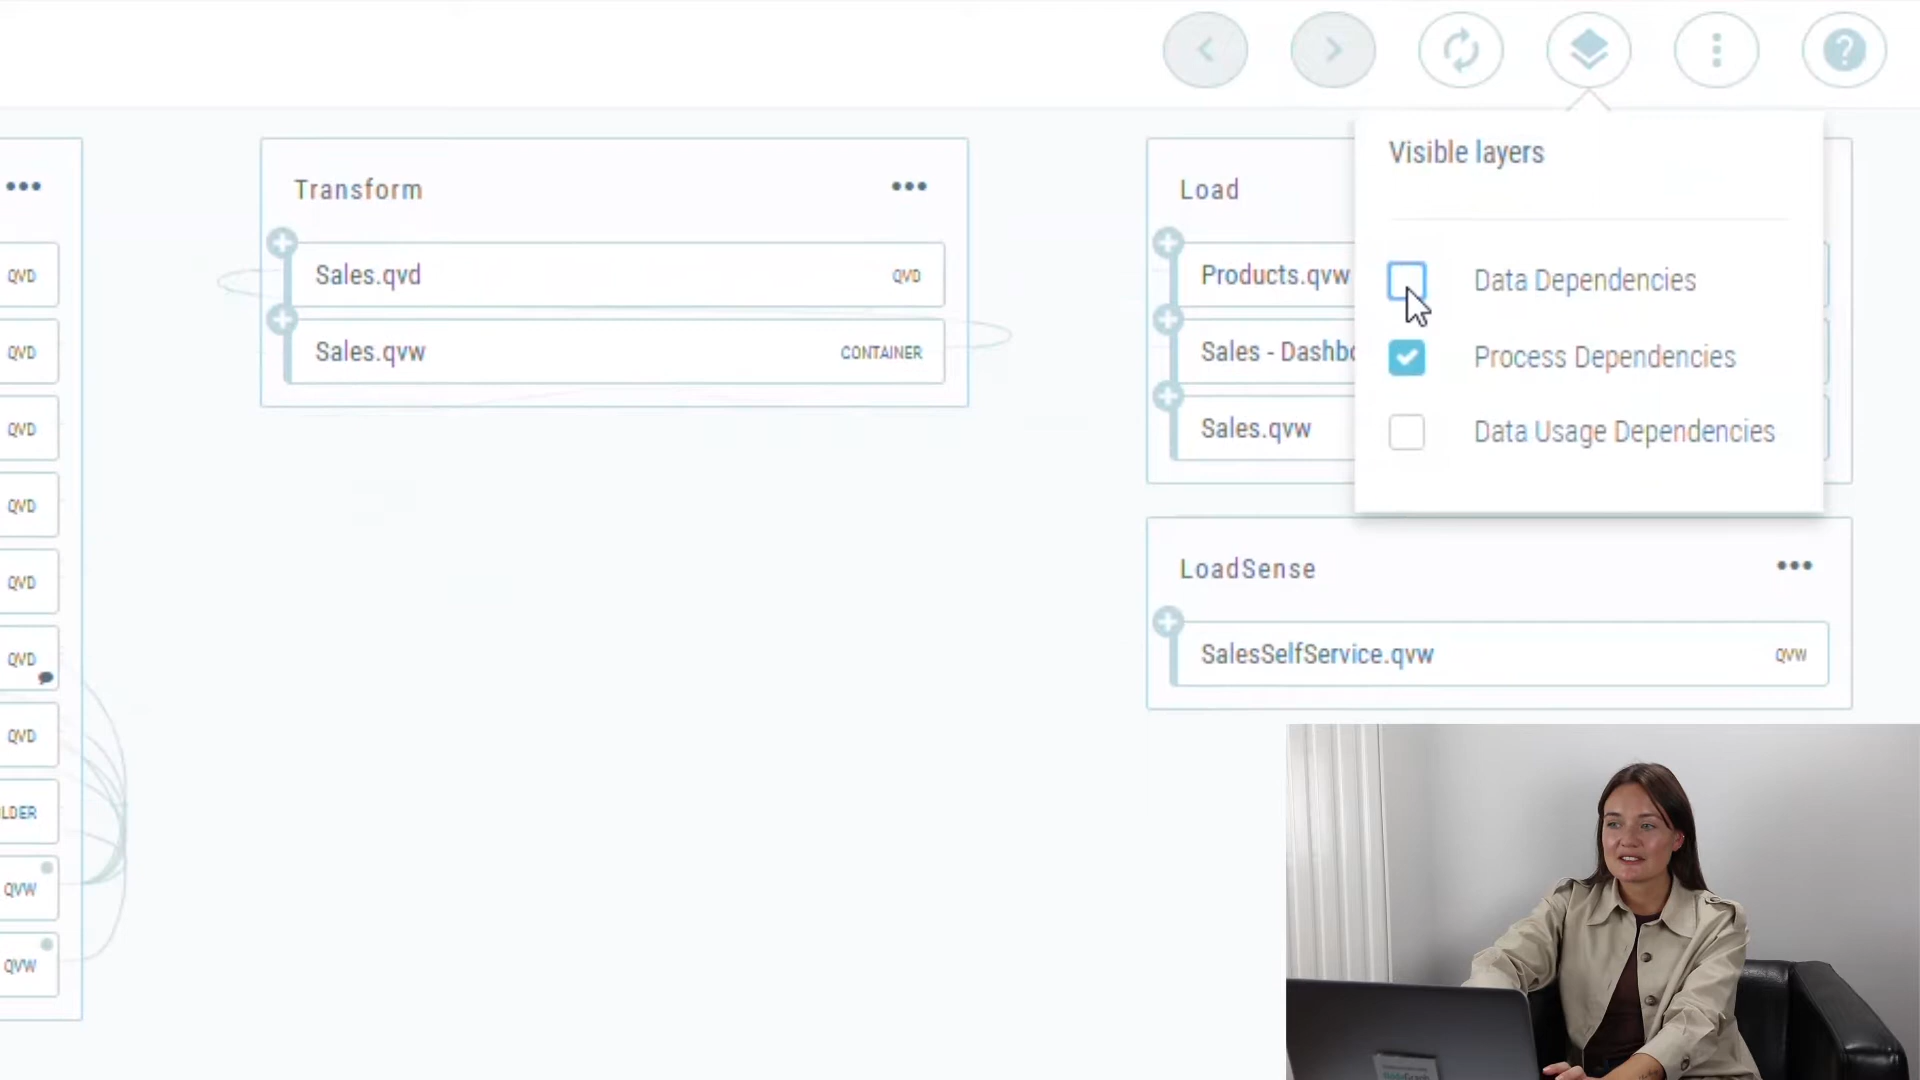 Visible layers
Transform
Load
Data Dependencies
QVD
Sales.qvd
QVD
Products.qvw
Process Dependencies
QVD
Sales.qvw
CONTAINER
Sales - Dashbo
QVD
Sales.qvw
Data Usage Dependencies
QVD
QVD
LoadSense
QVD
SalesSelfService.qvw
QVW
QVD
LDER
QVW
QVW